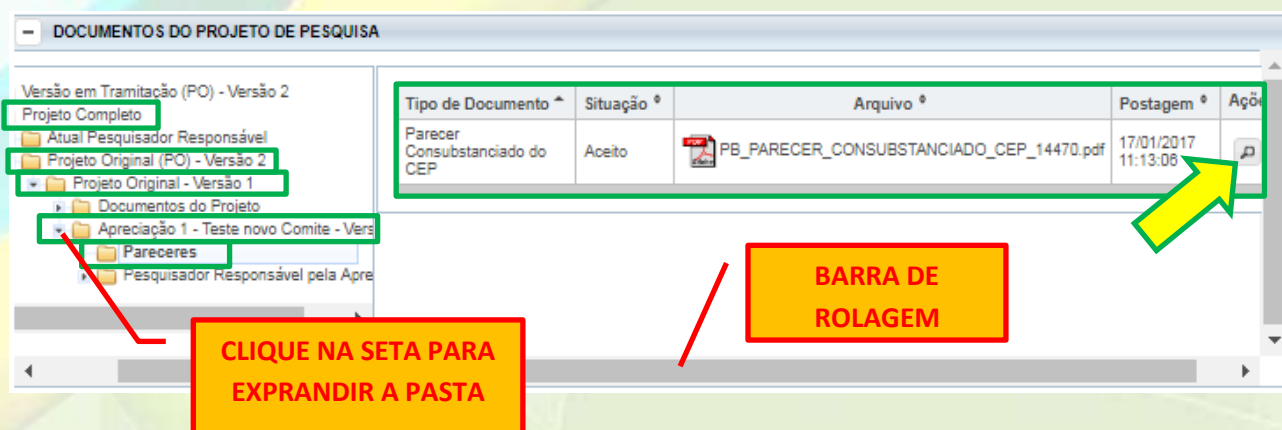 DOCUMENTOS DO PROJETO DE PESQUISA
Versão em Tramitação (PO) - Versão 2
Projeto Completo
Atual Pesquisador Responsável
Projeto Original (PO) - Versão 2
Projeto Original - Versão 1
Documentos do Projeto
Apreciação 1 - Teste novo Comite - Vers
Pareceres
Pesquisador Responsável pela Apre
Tipo de Documento Situação Arquivo Postagem Açõe
Parecer
Consubstanciado do
CEP
Aceito
PB_PARECER_CONSUBSTANCIADO_CEP_14470.pdf
17/01/2017
11:13:06
BARRA DE
ROLAGEM
CLIQUE NA SETA PARA
EXPRANDIR A PASTA